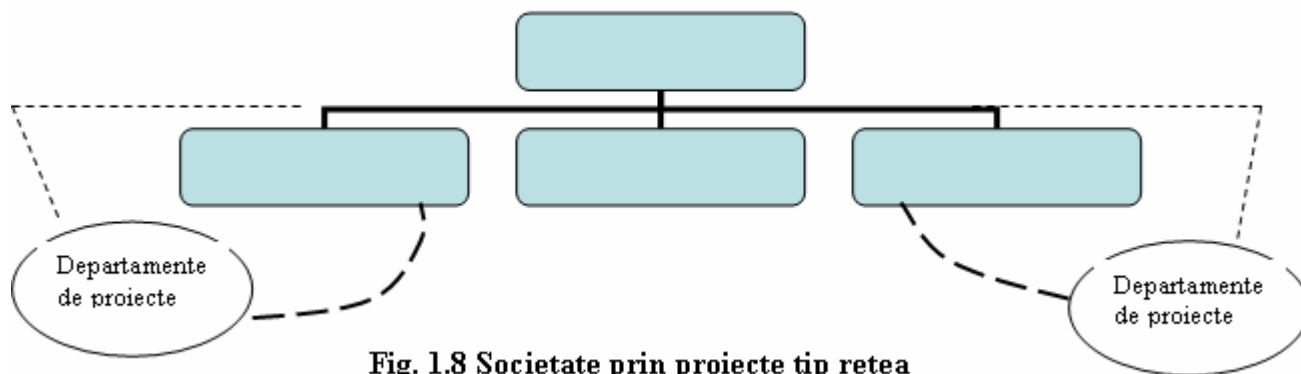 Departamente
de proiecte
Departamente
de proiecte
Fig. 1.8 Societate prin proiecte tip retea